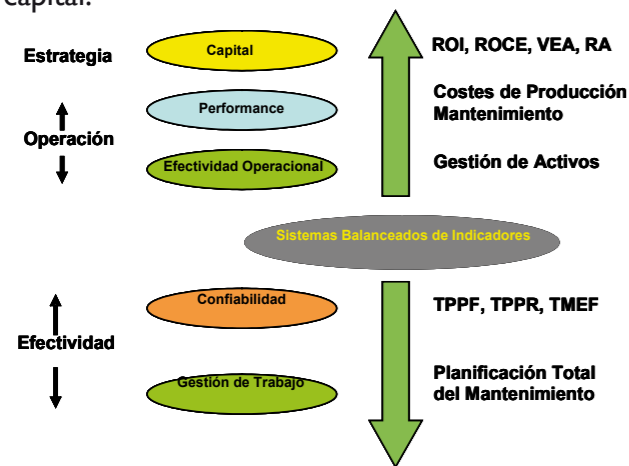 capital.
Estrategia
Capital
ROI, ROCE, VEA, RA
Operación
Performance
Costes de Producción
Mantenimiento
Efectividad Operacional
Gestión de Activos
Sistemas Balanceados de Indicadores
Efectividad
Confiabilidad
TPPF, TPPR, TMEF
Gestión de Trabajo
Planificación Total
del Mantenimiento